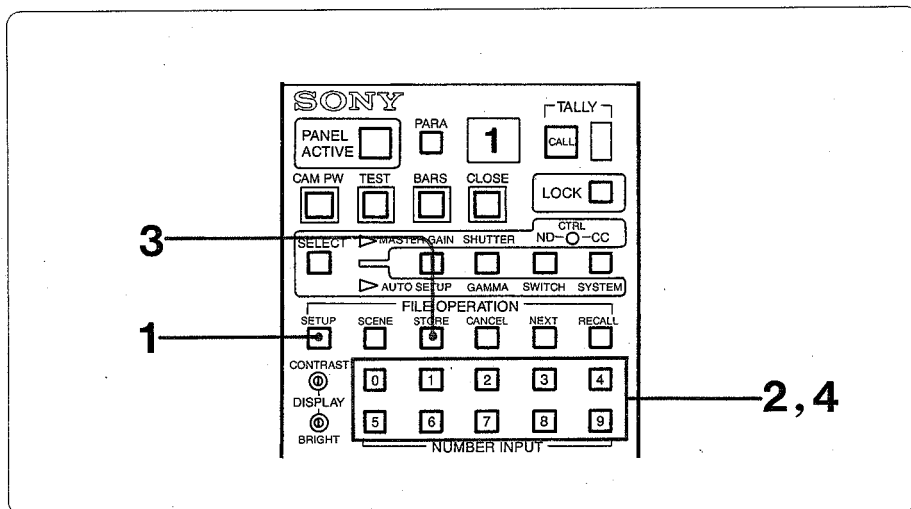 SONY
TALLY
PANEL ACTIVE
PARA
1
CALL
CAM PW TEST BARS CLOSE
LOCK
CTRL
ND CC
3
SELECT
MASTER GAIN SHUTTER
AUTO SETUP GAMMA SWITCH SYSTEM
FILE OPERATION
SETUP SCENE STORE CANCEL NEXT RECALL
1
CONTRAST
0 1 2 3 4
DISPLAY
2, 4
5 6 7 8 9
BRIGHT
NUMBER INPUT